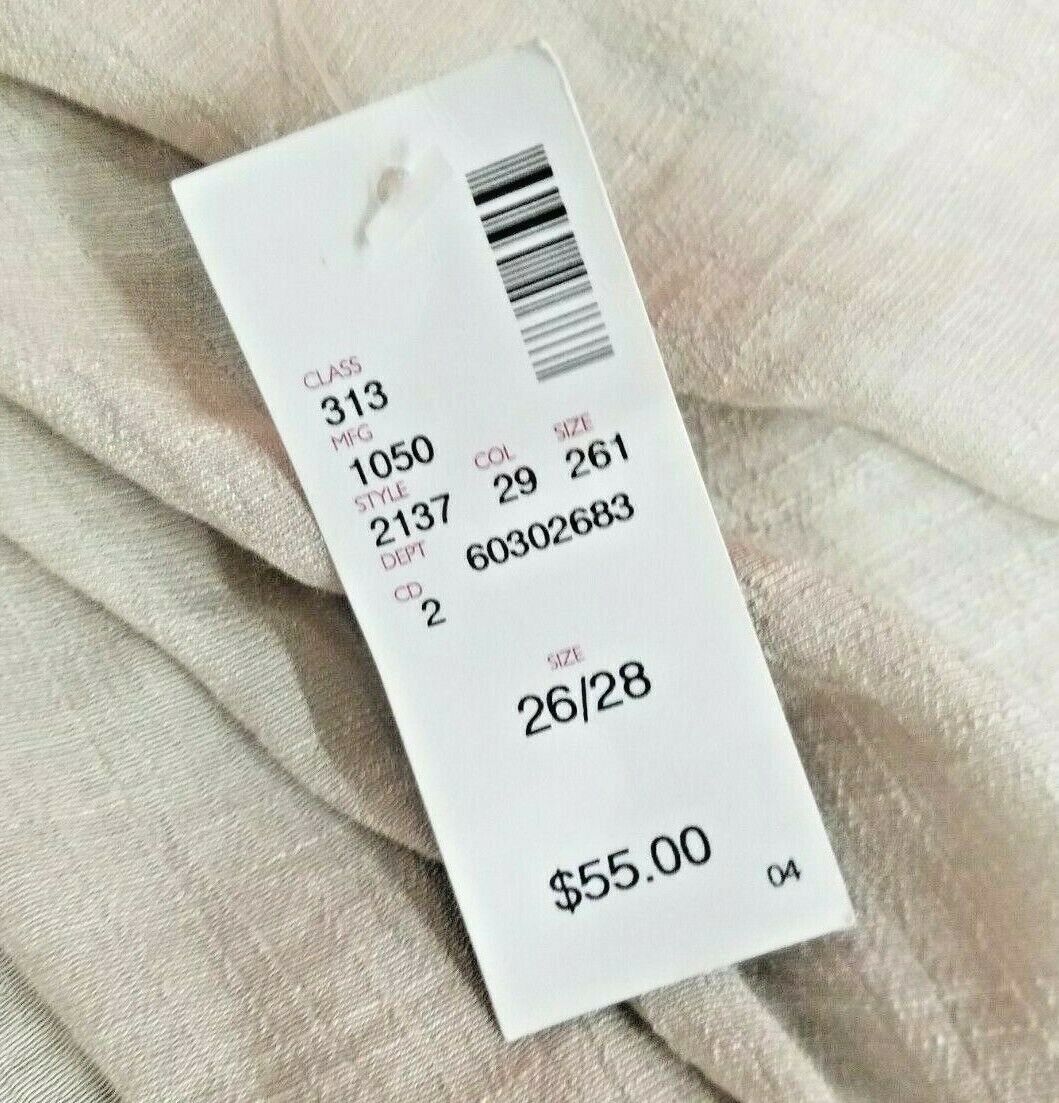 CLASS
313
MFG
1050
STYLE COL SIZE
2137 29 261
DEPT 60302683
CD
2
SIZE
26/28
$55.00
04